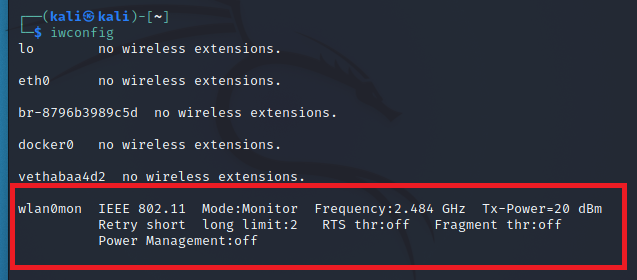 ┌──(kali㉿kali)-[~]
└─$ iwconfig
lo        no wireless extensions.
eth0      no wireless extensions.
br-8796b3989c5d  no wireless extensions.
docker0   no wireless extensions.
vethabaa4d2  no wireless extensions.
wlan0mon  IEEE 802.11  Mode:Monitor  Frequency:2.484 GHz  Tx-Power=20 dBm
          Retry short  long limit:2   RTS thr:off   Fragment thr:off
          Power Management:off